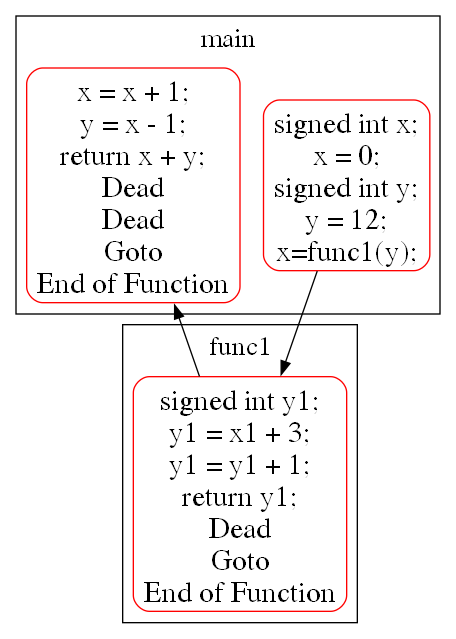 main
x = x + 1;
y = x - 1;
return x + y;
Dead
Dead
Goto
End of Function
signed int x;
x = 0;
signed int y;
y = 12;
x=func1(y);
func1
signed int y1;
y1 = x1 + 3;
y1 = y1 + 1;
return y1;
Dead
Goto
End of Function